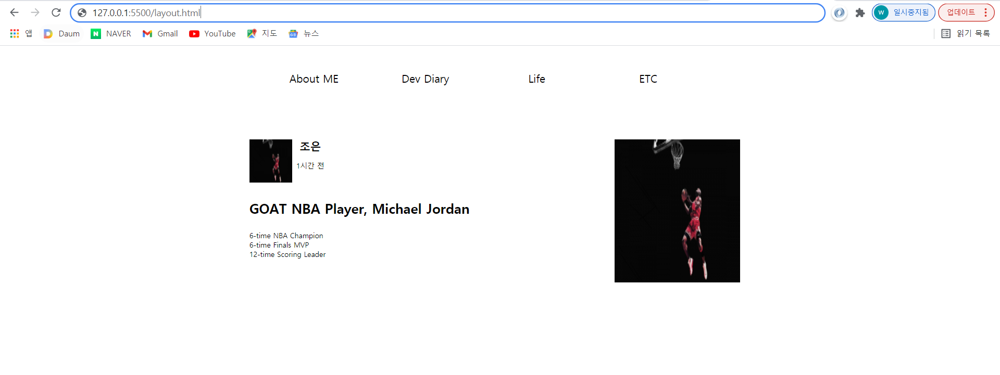 127.0.0.1:5500/layout.html
W 일시중지됨 업데이트
앱 Daum NAVER Gmail YouTube 지도 뉴스 읽기 목록
About ME Dev Diary Life ETC
조은
1시간 전
GOAT NBA Player, Michael Jordan
6-time NBA Champion
6-time Finals MVP
12-time Scoring Leader